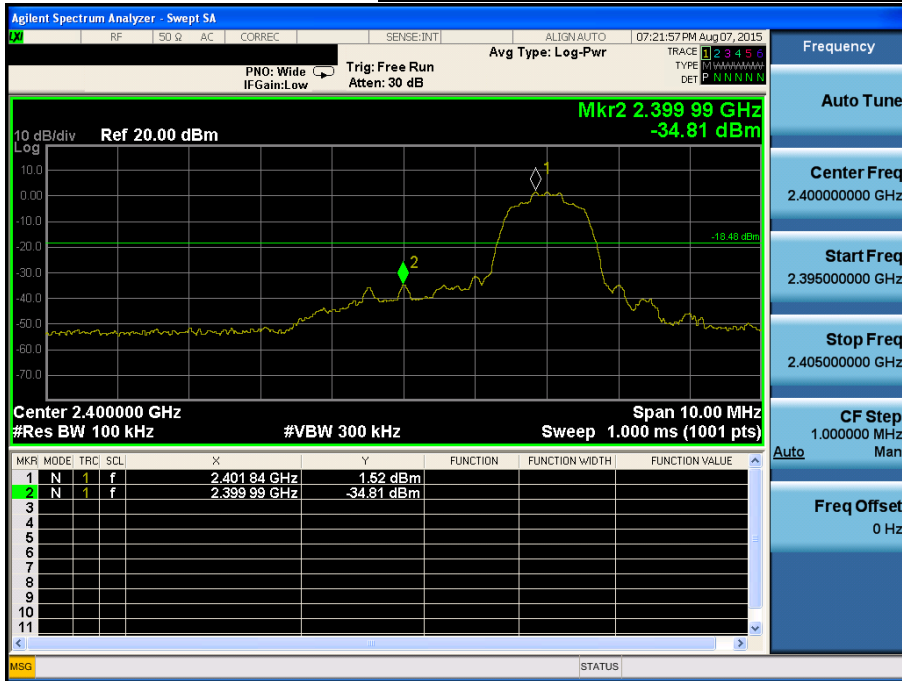 Agilent Spectrum Analyzer - Swept SA
LXI RF 50 Ω AC CORREC SENSE:INT ALIGN AUTO 07:21:57 PM Aug 07, 2015
Avg Type: Log-Pwr
TRACE 1 2 3 4 5 6
TYPE M WWWWW
DET P N N N N N
PNO: Wide
IFGain:Low
Trig: Free Run
Atten: 30 dB
Mkr2 2.399 99 GHz
-34.81 dBm
10 dB/div Ref 20.00 dBm
Log
10.0
0.00
-10.0
-20.0
-30.0
-40.0
-50.0
-60.0
-70.0
1
2
-18.48 dBm
Center 2.400000 GHz
Span 10.00 MHz
#Res BW 100 kHz
#VBW 300 kHz
Sweep 1.000 ms (1001 pts)
MKR MODE TRC SCL X Y FUNCTION FUNCTION WIDTH FUNCTION VALUE
1 N 1 f 2.401 84 GHz 1.52 dBm
2 N 1 f 2.399 99 GHz -34.81 dBm
3
4
5
6
7
8
9
10
11
MSG
STATUS
Frequency
Auto Tune
Center Freq
2.400000000 GHz
Start Freq
2.395000000 GHz
Stop Freq
2.405000000 GHz
CF Step
1.000000 MHz
Auto Man
Freq Offset
0 Hz